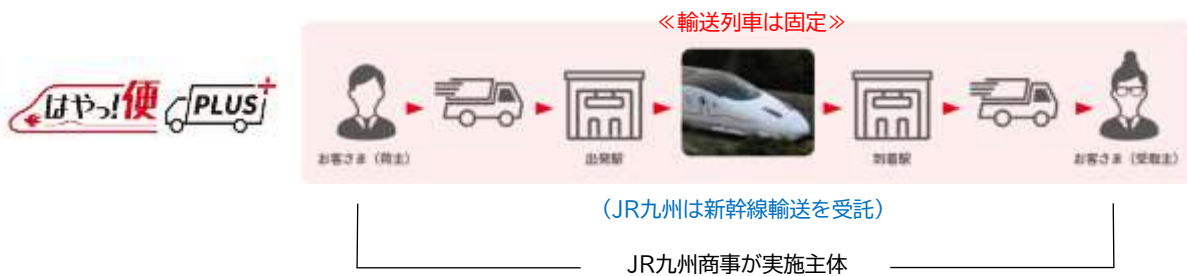 ≪輸送列車は固定≫
はやっ!便 PLUS+
お客さま（荷主）
出発駅
到着駅
お客さま（受取主）
（JR九州は新幹線輸送を受託）
JR九州商事が実施主体